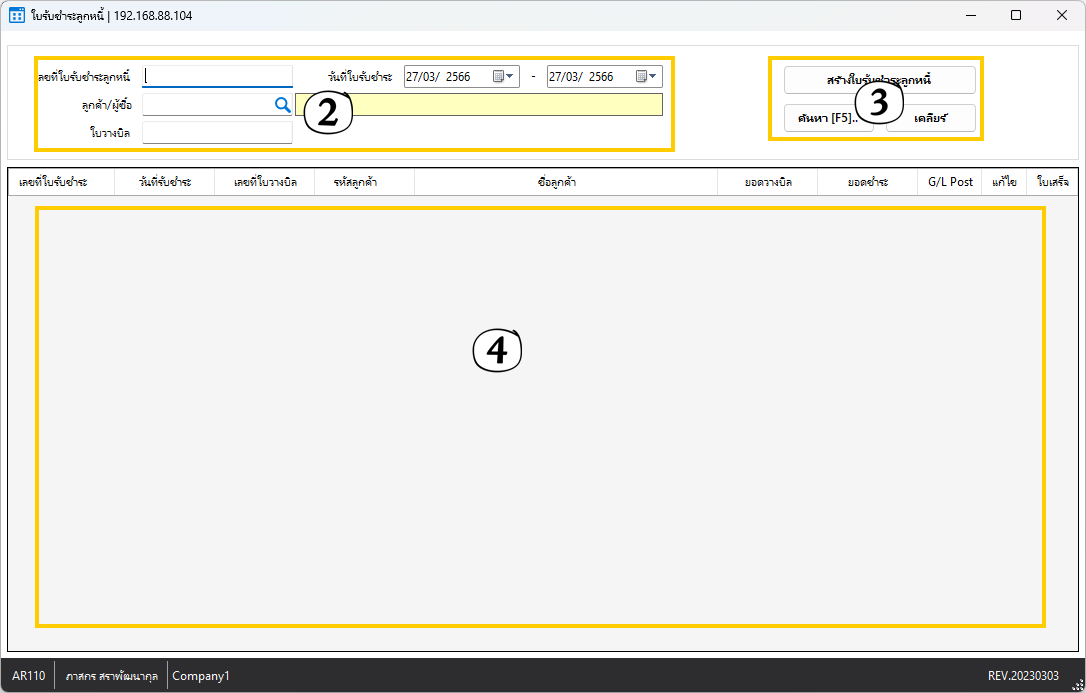 ใบรับชำระลูกหนี้ | 192.168.88.104
เลขที่ใบรับชำระลูกหนี้ วันที่ใบรับชำระ 27/03/ 2566 - 27/03/ 2566
สร้างใบรับชำระลูกหนี้
ลูกค้า/ผู้ซื้อ
2
3
ค้นหา [F5].. เคลียร์
ใบวางบิล
เลขที่ใบรับชำระ วันที่รับชำระ เลขที่ใบวางบิล รหัสลูกค้า ชื่อลูกค้า ยอดวางบิล ยอดชำระ G/L Post แก้ไข ใบเสร็จ
4
AR110 ภาสกร สราพัฒนากุล Company1 REV.20230303